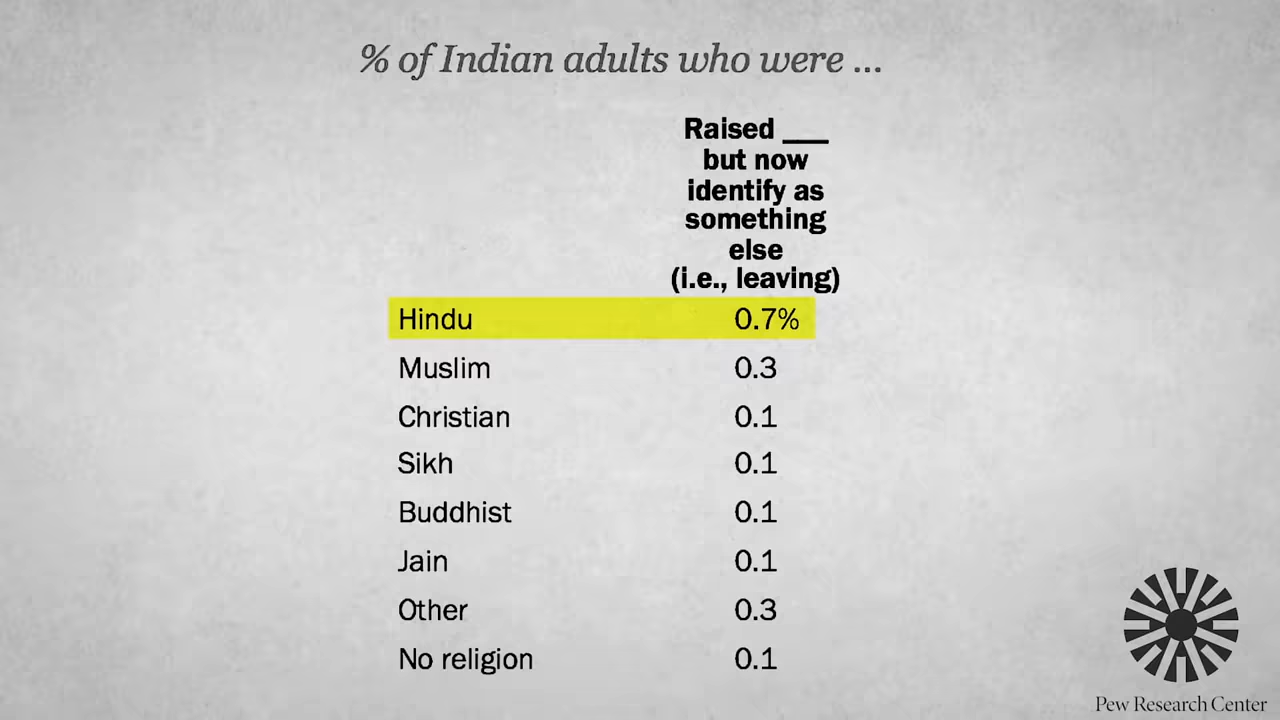 % of Indian adults who were ...
Raised ___
but now
identify as
something
else
(i.e., leaving)
Hindu 0.7%
Muslim 0.3
Christian 0.1
Sikh 0.1
Buddhist 0.1
Jain 0.1
Other 0.3
No religion 0.1
Pew Research Center